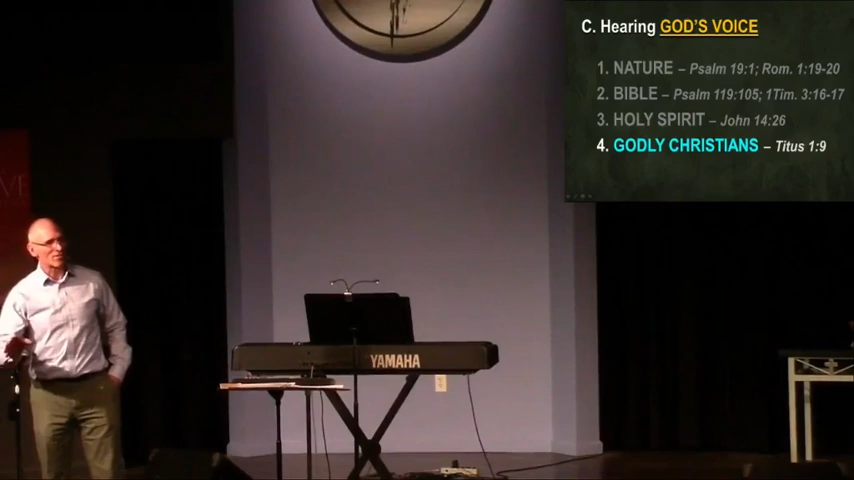 C. Hearing GOD'S VOICE
1. NATURE – Psalm 19:1; Rom. 1:19-20
2. BIBLE – Psalm 119:105; 1Tim. 3:16-17
3. HOLY SPIRIT – John 14:26
4. GODLY CHRISTIANS – Titus 1:9
YAMAHA